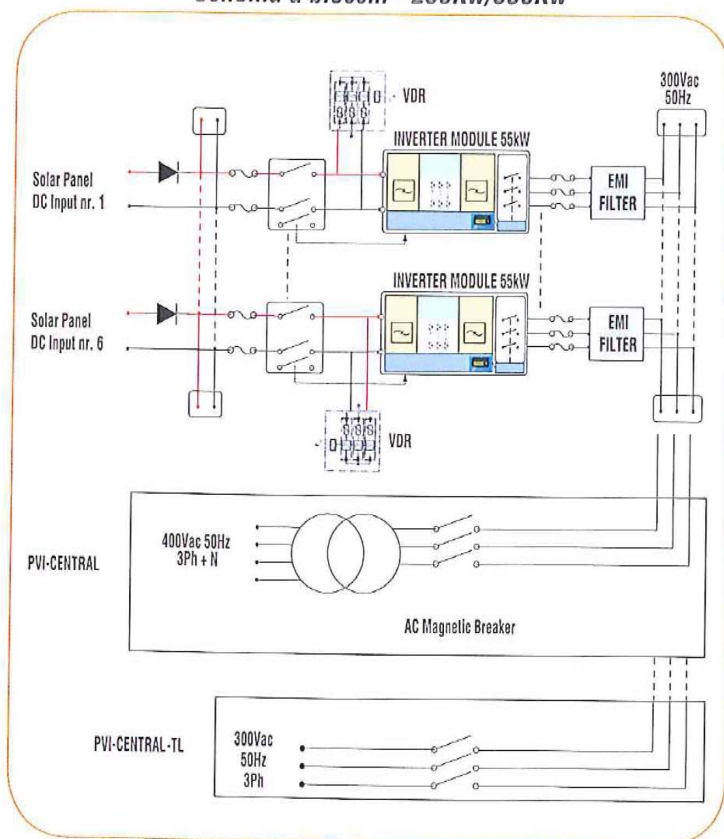 300Vac
50Hz
VDR
INVERTER MODULE 55kW
Solar Panel
DC Input nr. 1
EMI
FILTER
INVERTER MODULE 55kW
Solar Panel
DC Input nr. 6
EMI
FILTER
VDR
400Vac 50Hz
3Ph + N
PVI-CENTRAL
AC Magnetic Breaker
PVI-CENTRAL-TL
300Vac
50Hz
3Ph